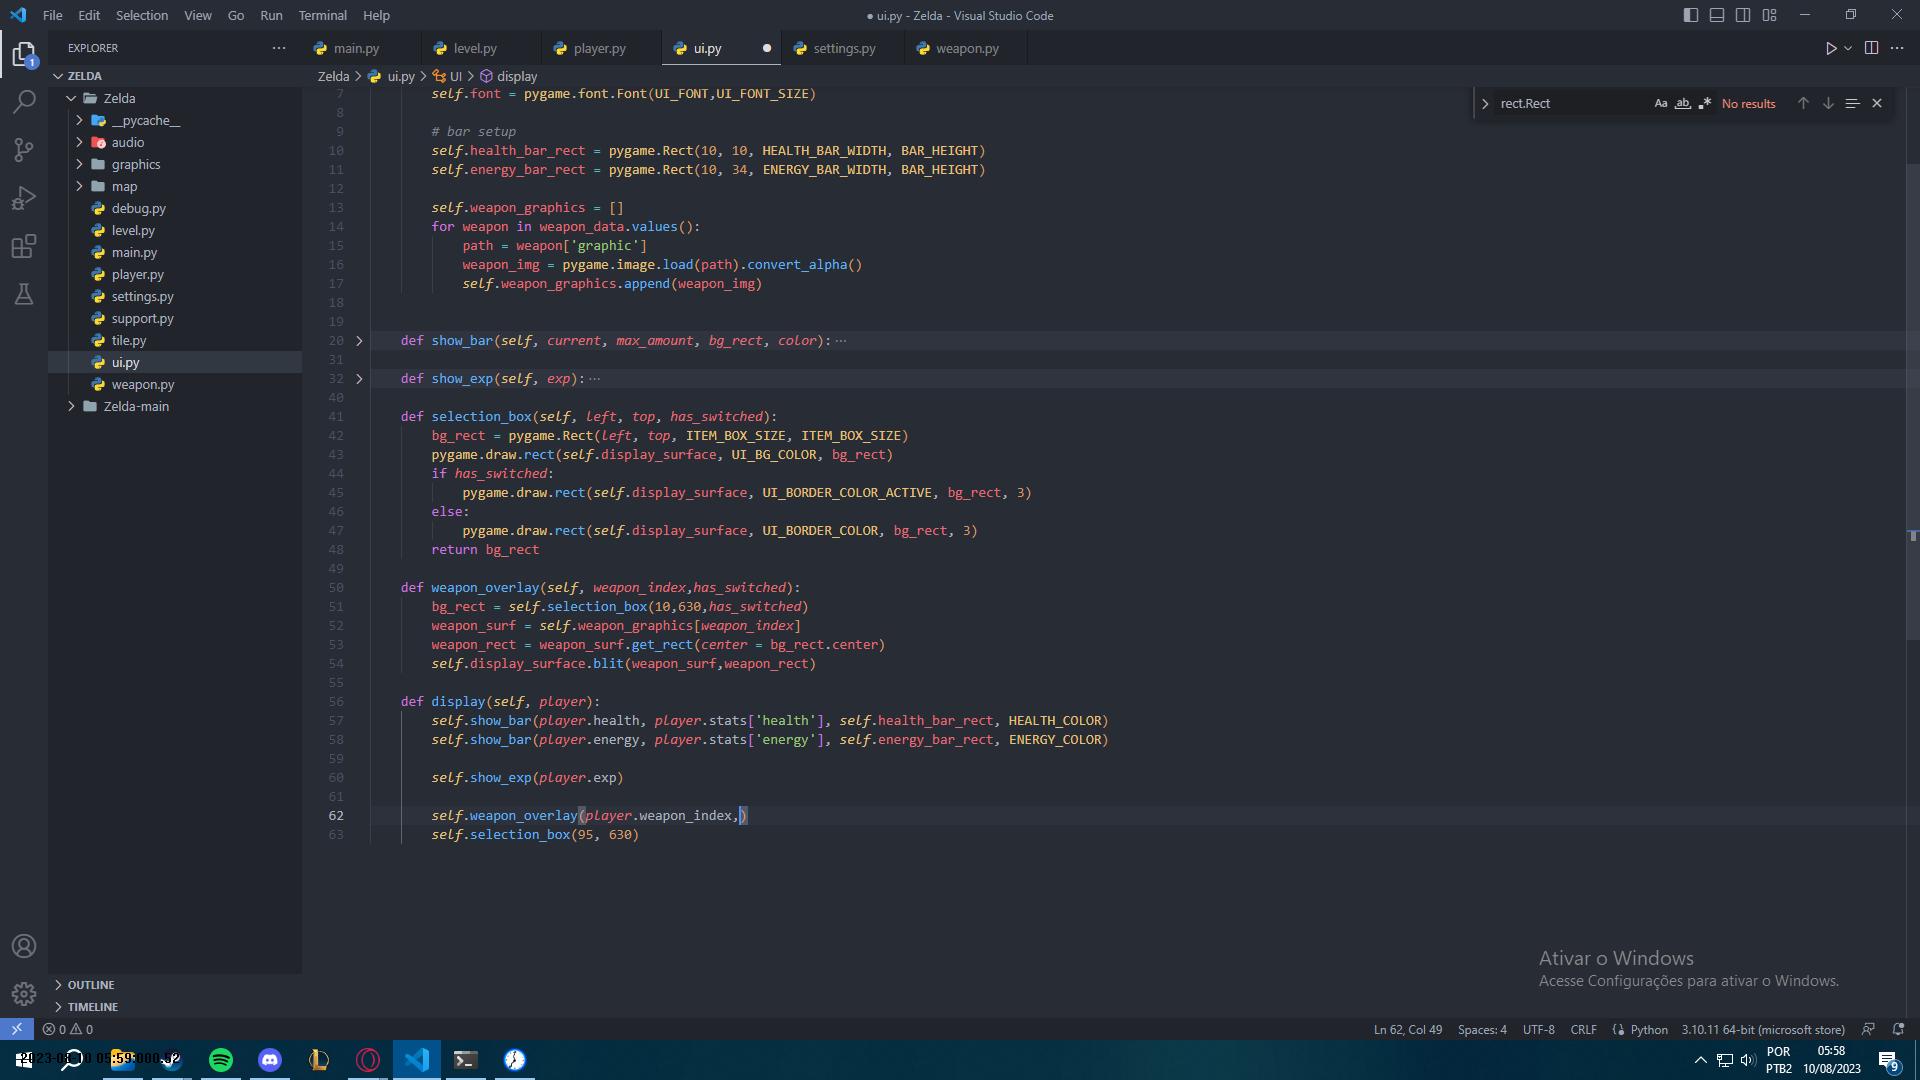 File Edit Selection View Go Run Terminal Help
● ui.py - Zelda - Visual Studio Code
EXPLORER
main.py level.py player.py ui.py settings.py weapon.py
ZELDA
Zelda > ui.py > UI > display
rect.Rect Aa ab No results
1
Zelda
__pycache__
audio
graphics
map
debug.py
level.py
main.py
player.py
settings.py
support.py
tile.py
ui.py
weapon.py
Zelda-main
7 self.font = pygame.font.Font(UI_FONT,UI_FONT_SIZE)
8
9 # bar setup
10 self.health_bar_rect = pygame.Rect(10, 10, HEALTH_BAR_WIDTH, BAR_HEIGHT)
11 self.energy_bar_rect = pygame.Rect(10, 34, ENERGY_BAR_WIDTH, BAR_HEIGHT)
12
13 self.weapon_graphics = []
14 for weapon in weapon_data.values():
15 path = weapon['graphic']
16 weapon_img = pygame.image.load(path).convert_alpha()
17 self.weapon_graphics.append(weapon_img)
18
19
20 def show_bar(self, current, max_amount, bg_rect, color):···
31
32 def show_exp(self, exp):···
40
41 def selection_box(self, left, top, has_switched):
42 bg_rect = pygame.Rect(left, top, ITEM_BOX_SIZE, ITEM_BOX_SIZE)
43 pygame.draw.rect(self.display_surface, UI_BG_COLOR, bg_rect)
44 if has_switched:
45 pygame.draw.rect(self.display_surface, UI_BORDER_COLOR_ACTIVE, bg_rect, 3)
46 else:
47 pygame.draw.rect(self.display_surface, UI_BORDER_COLOR, bg_rect, 3)
48 return bg_rect
49
50 def weapon_overlay(self, weapon_index,has_switched):
51 bg_rect = self.selection_box(10,630,has_switched)
52 weapon_surf = self.weapon_graphics[weapon_index]
53 weapon_rect = weapon_surf.get_rect(center = bg_rect.center)
54 self.display_surface.blit(weapon_surf,weapon_rect)
55
56 def display(self, player):
57 self.show_bar(player.health, player.stats['health'], self.health_bar_rect, HEALTH_COLOR)
58 self.show_bar(player.energy, player.stats['energy'], self.energy_bar_rect, ENERGY_COLOR)
59
60 self.show_exp(player.exp)
61
62 self.weapon_overlay(player.weapon_index,)
63 self.selection_box(95, 630)
Ativar o Windows
Acesse Configurações para ativar o Windows.
OUTLINE
TIMELINE
0 0
Ln 62, Col 49 Spaces: 4 UTF-8 CRLF Python 3.10.11 64-bit (microsoft store)
POR
PTB2
05:58
10/08/2023
9